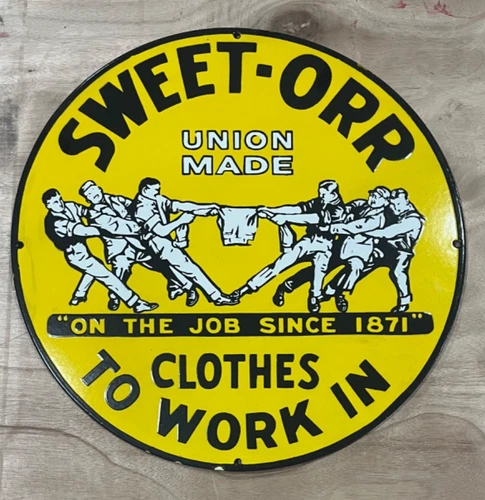 SWEET-ORR
UNION
MADE
"ON THE JOB SINCE 1871"
CLOTHES
TO WORK IN